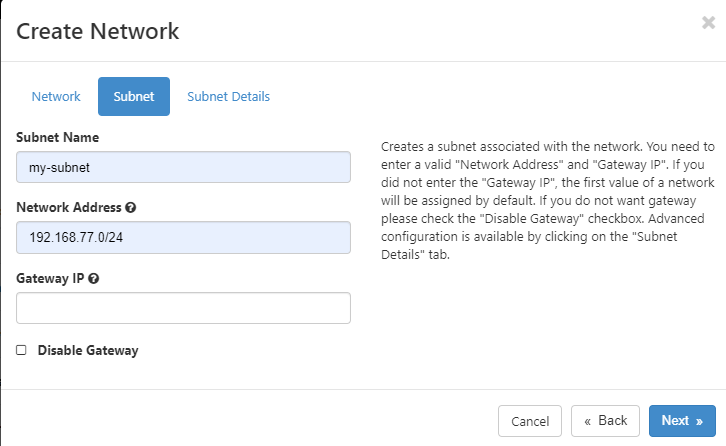 Create Network
Network
Subnet
Subnet Details
Subnet Name
my-subnet
Network Address
192.168.77.0/24
Gateway IP
Disable Gateway
Creates a subnet associated with the network. You need to
enter a valid "Network Address" and "Gateway IP". If you
did not enter the "Gateway IP", the first value of a network
will be assigned by default. If you do not want gateway
please check the "Disable Gateway" checkbox. Advanced
configuration is available by clicking on the "Subnet
Details" tab.
Cancel
« Back
Next »